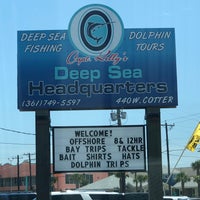 DEEP SEA DOLPHIN
FISHING TOURS
Capt. Kelly's
Deep Sea
Headquarters
(361)749-5597 440 W. COTTER
WELCOME!
OFFSHORE 8 & 12HR
BAY TRIPS TACKLE
BAIT SHIRTS HATS
DOLPHIN TRIPS